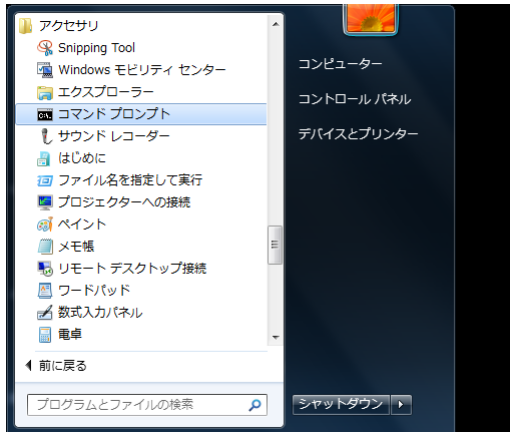 アクセサリ
Snipping Tool
Windows モビリティ センター
エクスプローラー
コマンド プロンプト
サウンド レコーダー
はじめに
ファイル名を指定して実行
プロジェクターへの接続
ペイント
メモ帳
リモート デスクトップ接続
ワードパッド
数式入力パネル
電卓
前に戻る
プログラムとファイルの検索
コンピューター
コントロール パネル
デバイスとプリンター
シャットダウン